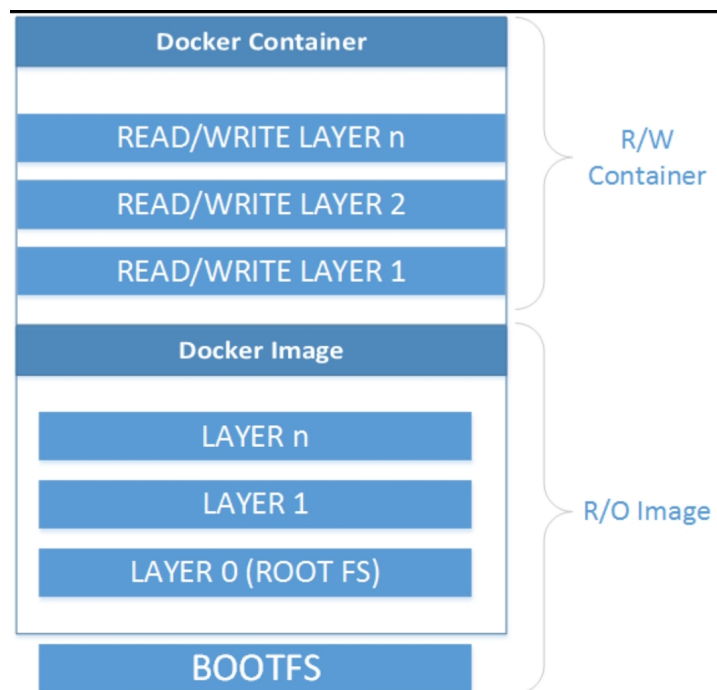 Docker Container
READ/WRITE LAYER n
READ/WRITE LAYER 2
READ/WRITE LAYER 1
R/W
Container
Docker Image
LAYER n
LAYER 1
LAYER 0 (ROOT FS)
R/O Image
BOOTFS